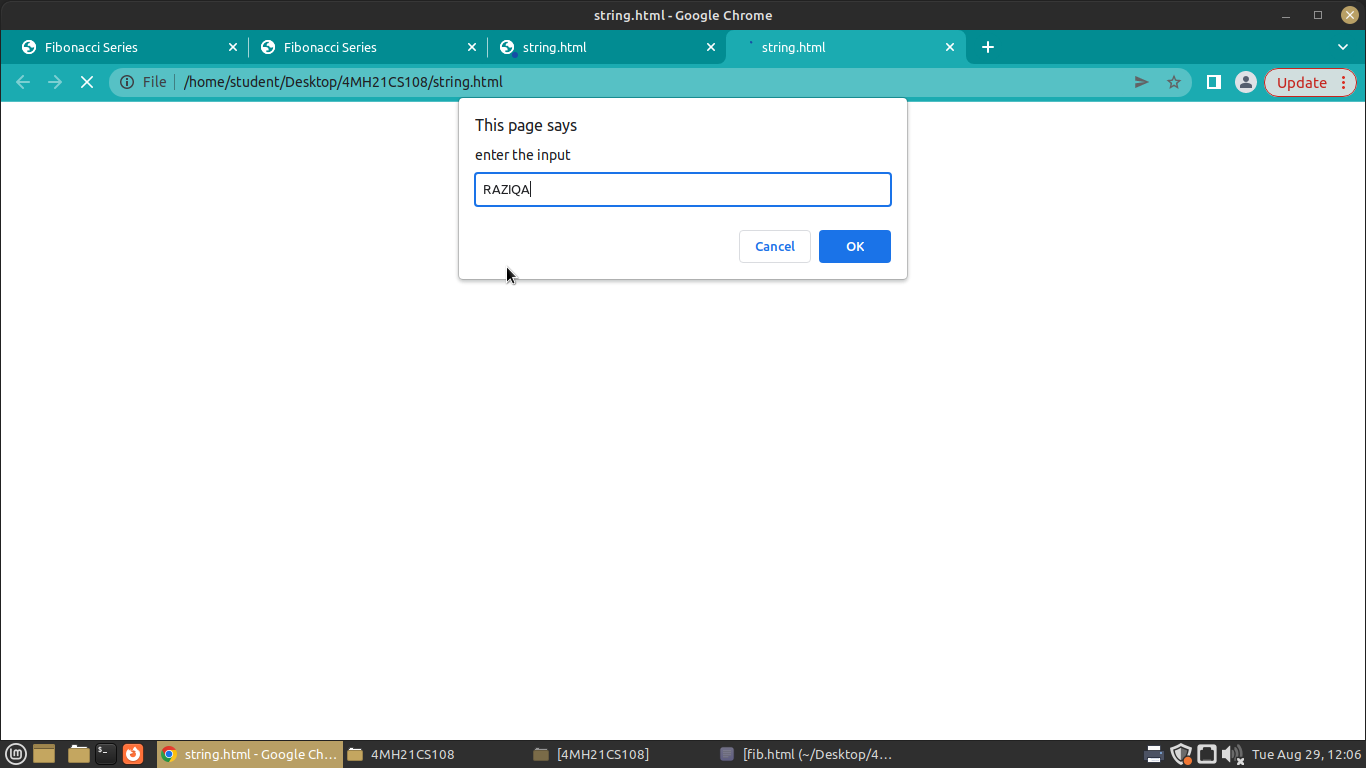 string.html - Google Chrome
Fibonacci Series
Fibonacci Series
string.html
string.html
File
/home/student/Desktop/4MH21CS108/string.html
Update
This page says
enter the input
RAZIQA
Cancel
OK
string.html - Google Ch...
4MH21CS108
[4MH21CS108]
[fib.html (~/Desktop/4...
Tue Aug 29, 12:06